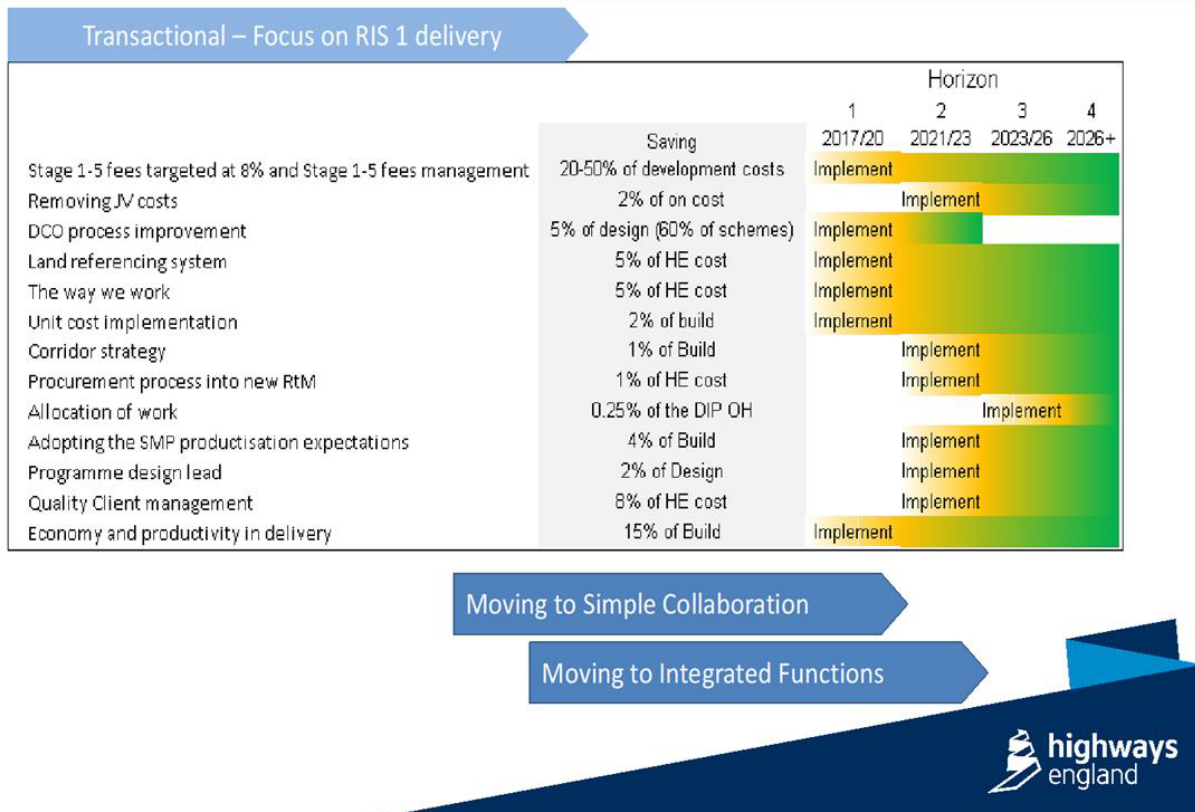 Transactional – Focus on RIS 1 delivery
Horizon
1 2 3 4
Saving 2017/20 2021/23 2023/26 2026+
Stage 1-5 fees targeted at 8% and Stage 1-5 fees management 20-50% of development costs Implement
Removing JV costs 2% of on cost Implement
DCO process improvement 5% of design (60% of schemes) Implement
Land referencing system 5% of HE cost Implement
The way we work 5% of HE cost Implement
Unit cost implementation 2% of build Implement
Corridor strategy 1% of Build Implement
Procurement process into new RtM 1% of HE cost Implement
Allocation of work 0.25% of the DIP OH Implement
Adopting the SMP productisation expectations 4% of Build Implement
Programme design lead 2% of Design Implement
Quality Client management 8% of HE cost Implement
Economy and productivity in delivery 15% of Build Implement
Moving to Simple Collaboration
Moving to Integrated Functions
highways
england